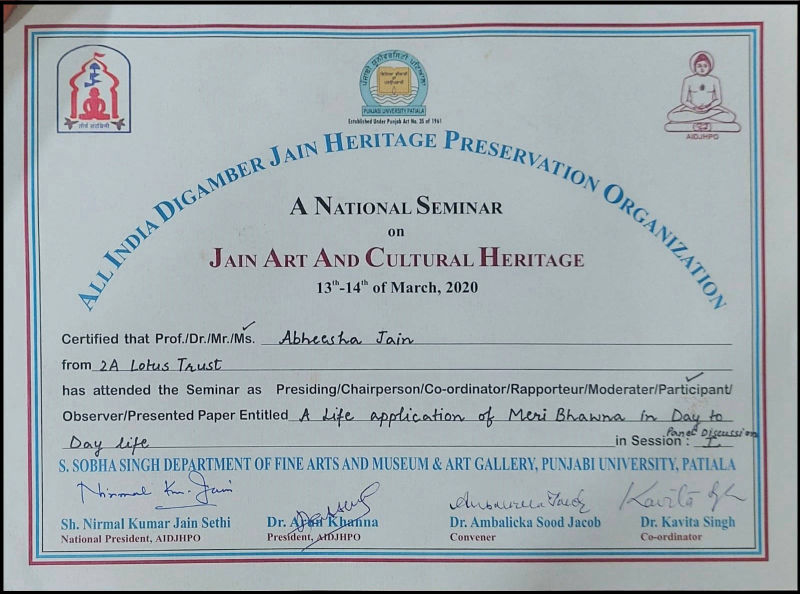 ਪੰਜਾਬੀ ਯੂਨੀਵਰਸਿਟੀ ਪਟਿਆਲਾ
PUNJABI UNIVERSITY PATIALA
Established Under Punjab Act No. 35 of 1961
AIDJHPO
ALL INDIA DIGAMBER JAIN HERITAGE PRESERVATION ORGANIZATION
A NATIONAL SEMINAR
on
JAIN ART AND CULTURAL HERITAGE
13th-14th of March, 2020
Certified that Prof./Dr./Mr./Ms. Abheesha Jain
from 2A Lotus Trust
has attended the Seminar as Presiding/Chairperson/Co-ordinator/Rapporteur/Moderater/Participant/
Observer/Presented Paper Entitled A Life application of Meri Bhawna in Day to
Day life in Session : Panel Discussion I
S. SOBHA SINGH DEPARTMENT OF FINE ARTS AND MUSEUM & ART GALLERY, PUNJABI UNIVERSITY, PATIALA
Nirmal Kr. Jain
Kavita
Sh. Nirmal Kumar Jain Sethi Dr. Arun Khanna Dr. Ambalicka Sood Jacob Dr. Kavita Singh
National President, AIDJHPO President, AIDJHPO Convener Co-ordinator